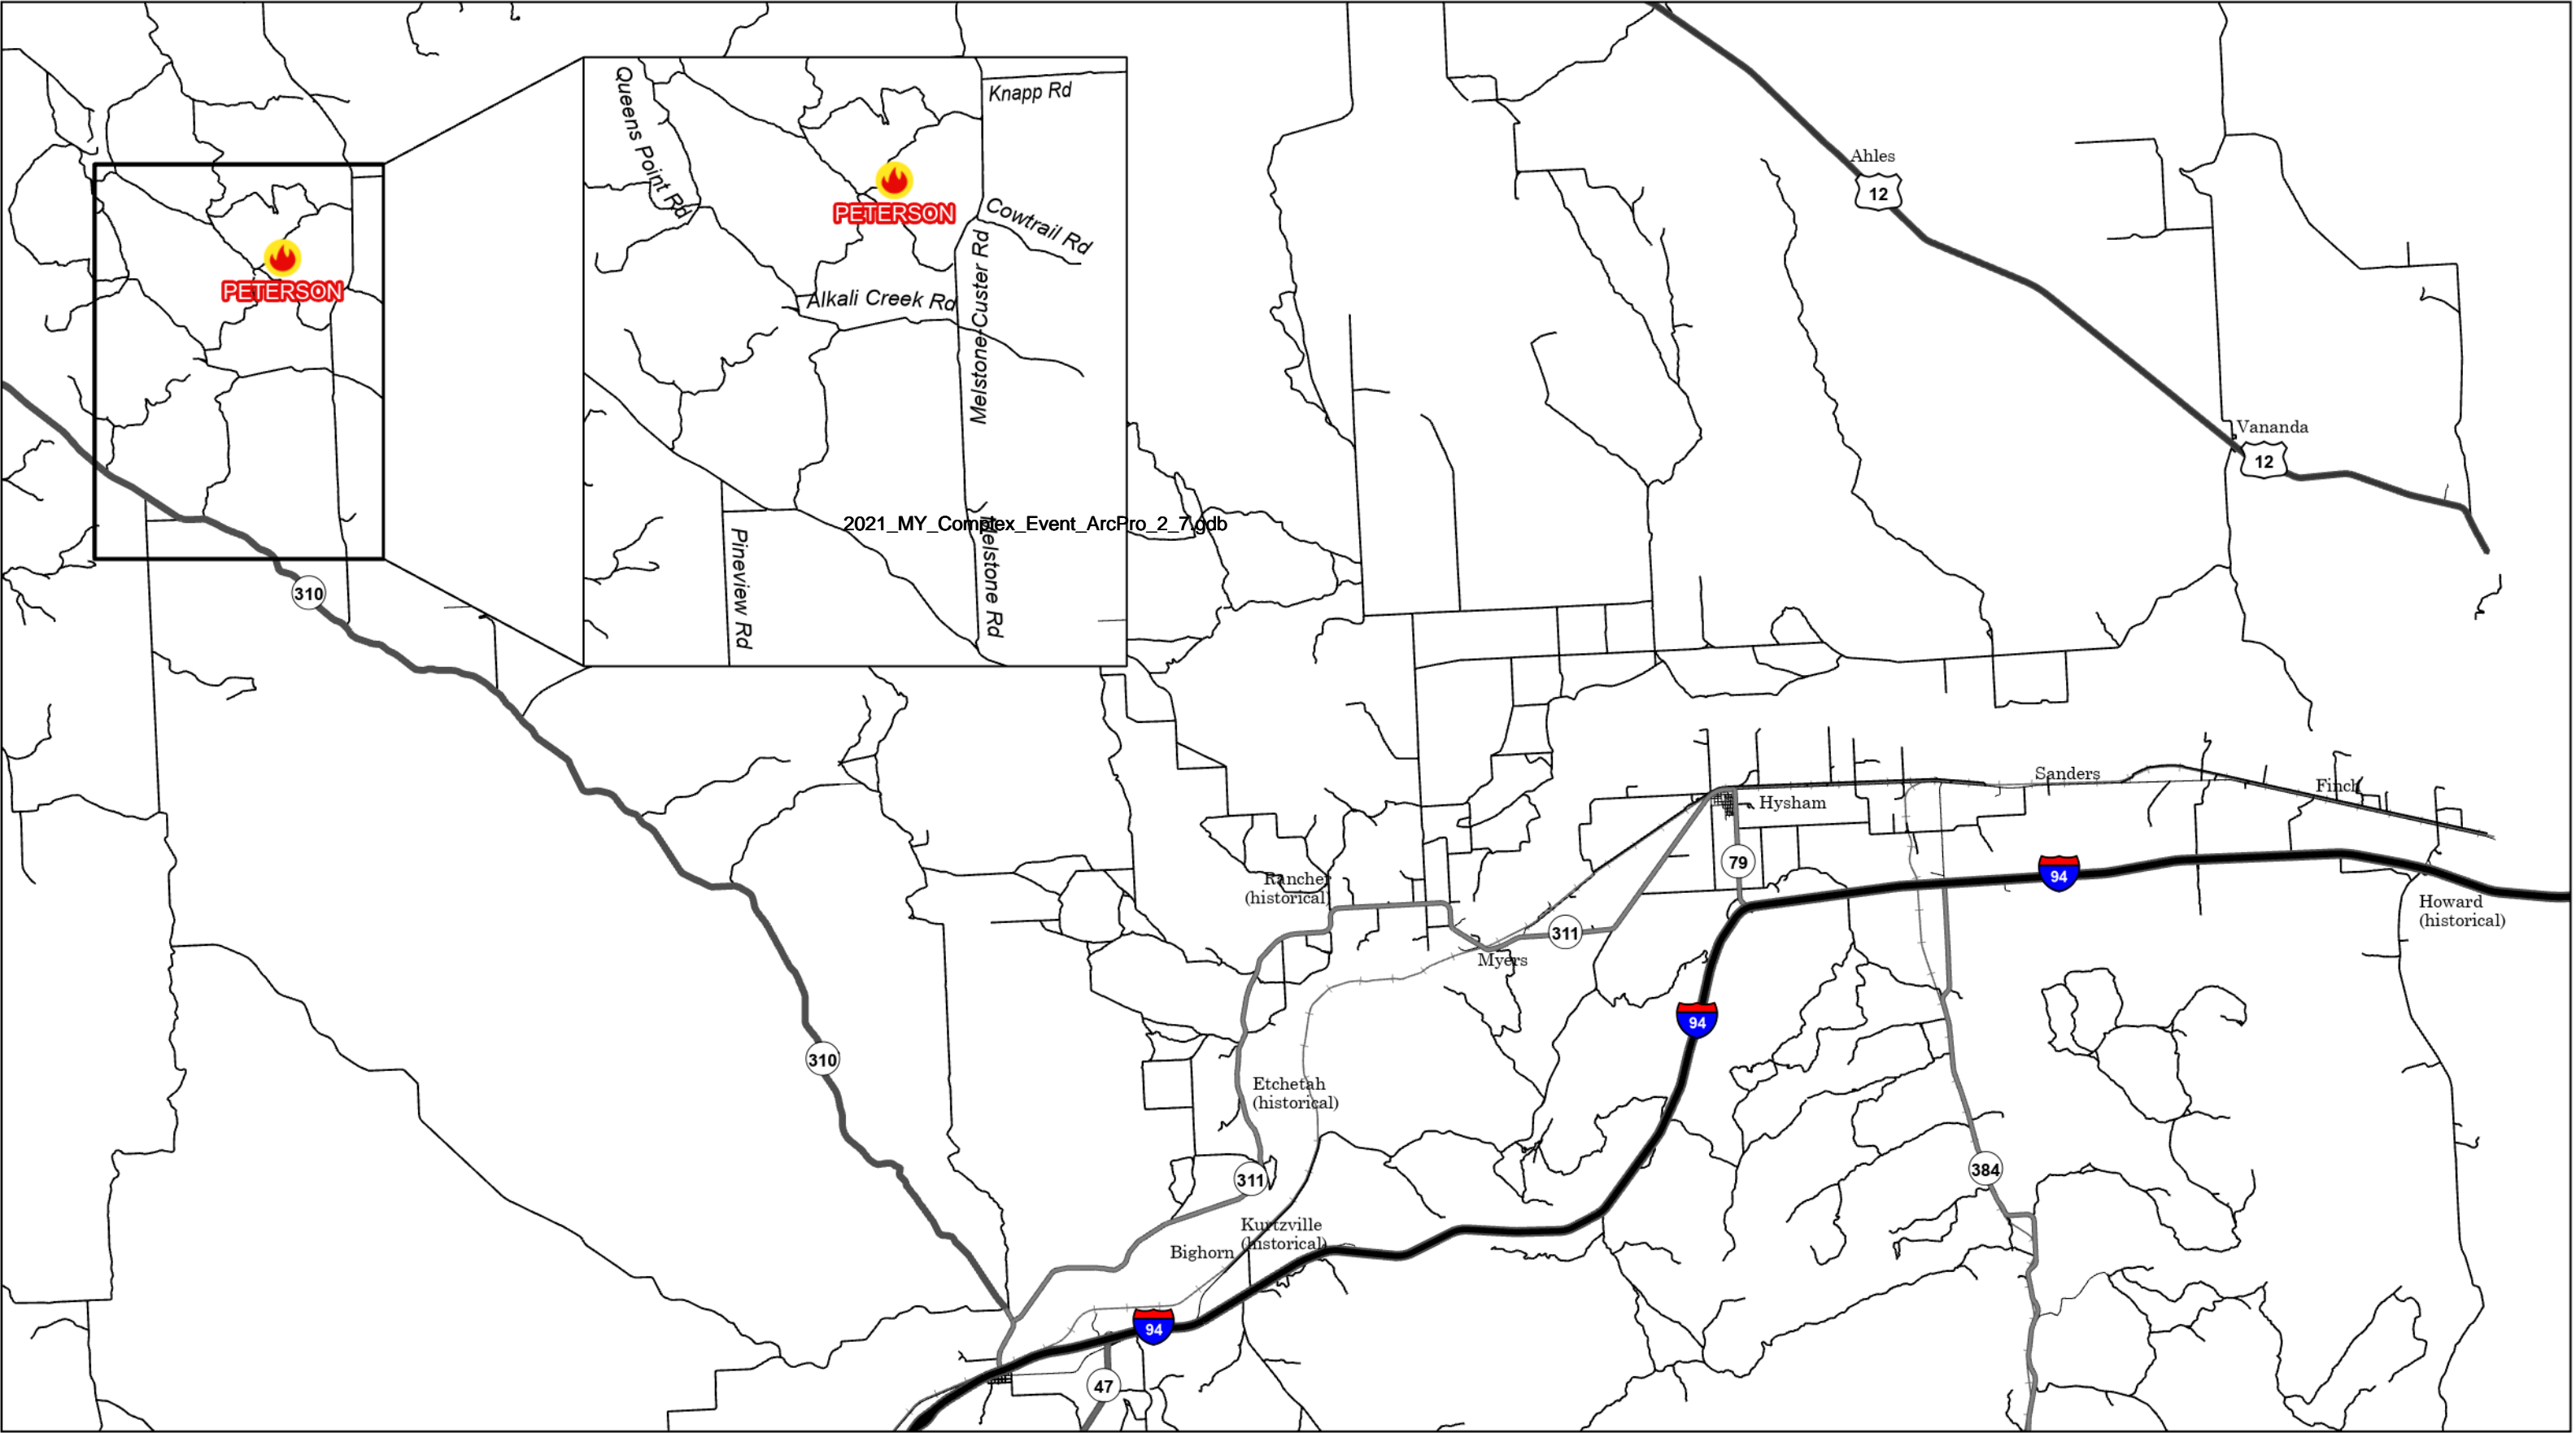 Queens Point Rd
Knapp Rd
PETERSON
Cowtrail Rd
Alkali Creek Rd
Melstone-Custer Rd
2021_MY_Complex_Event_ArcPro_2_7.gdb
Pineview Rd
Melstone Rd
PETERSON
Ahles
12
Vananda
12
310
Sanders
Finch
Hysham
79
94
Rancher
(historical)
Howard
(historical)
311
Myers
94
310
Etchetah
(historical)
384
311
Kurtzville
(historical)
Bighorn
94
47